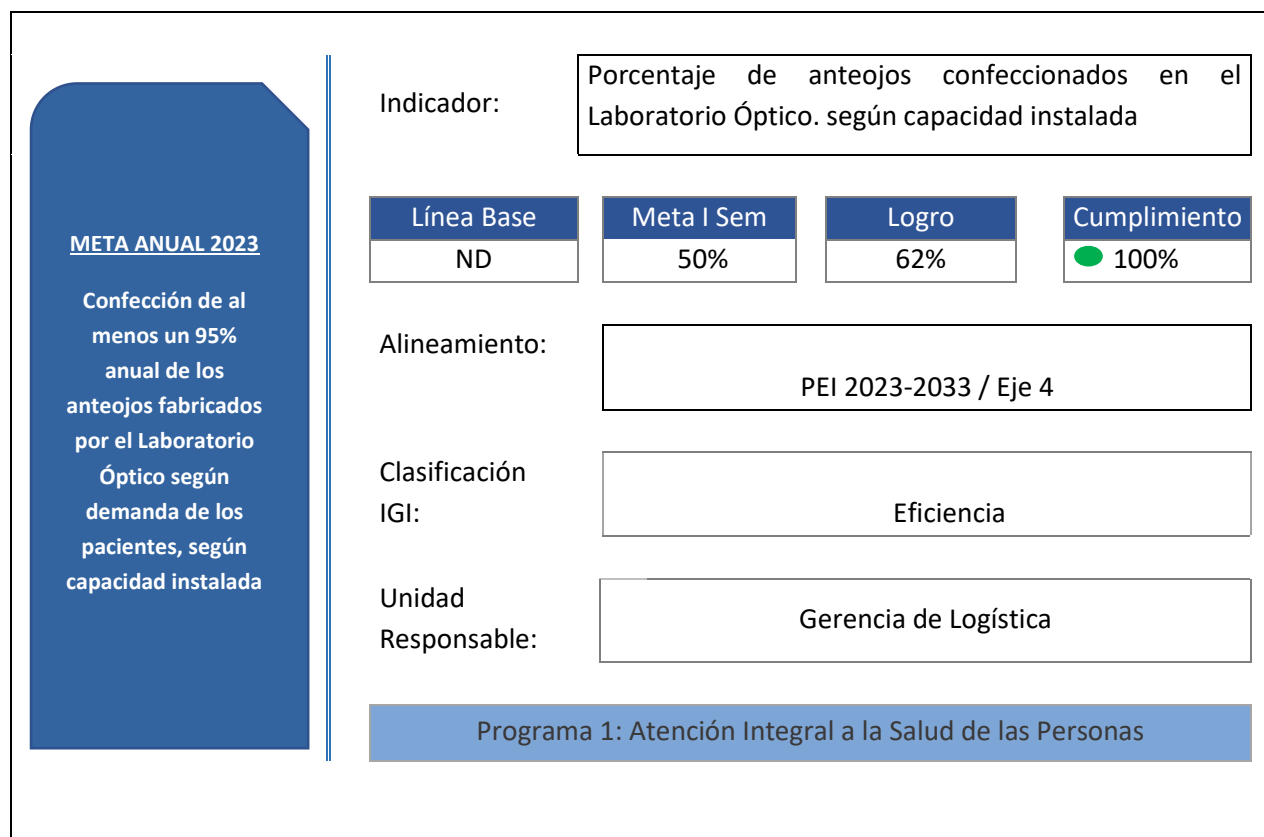 META ANUAL 2023
Confección de al
menos un 95%
anual de los
anteojos fabricados
por el Laboratorio
Óptico según
demanda de los
pacientes, según
capacidad instalada
Indicador:
Porcentaje de anteojos confeccionados en el
Laboratorio Óptico. según capacidad instalada
Línea Base
Meta I Sem
Logro
Cumplimiento
ND
50%
62%
100%
Alineamiento:
PEI 2023-2033 / Eje 4
Clasificación
IGI:
Eficiencia
Unidad
Responsable:
Gerencia de Logística
Programa 1: Atención Integral a la Salud de las Personas